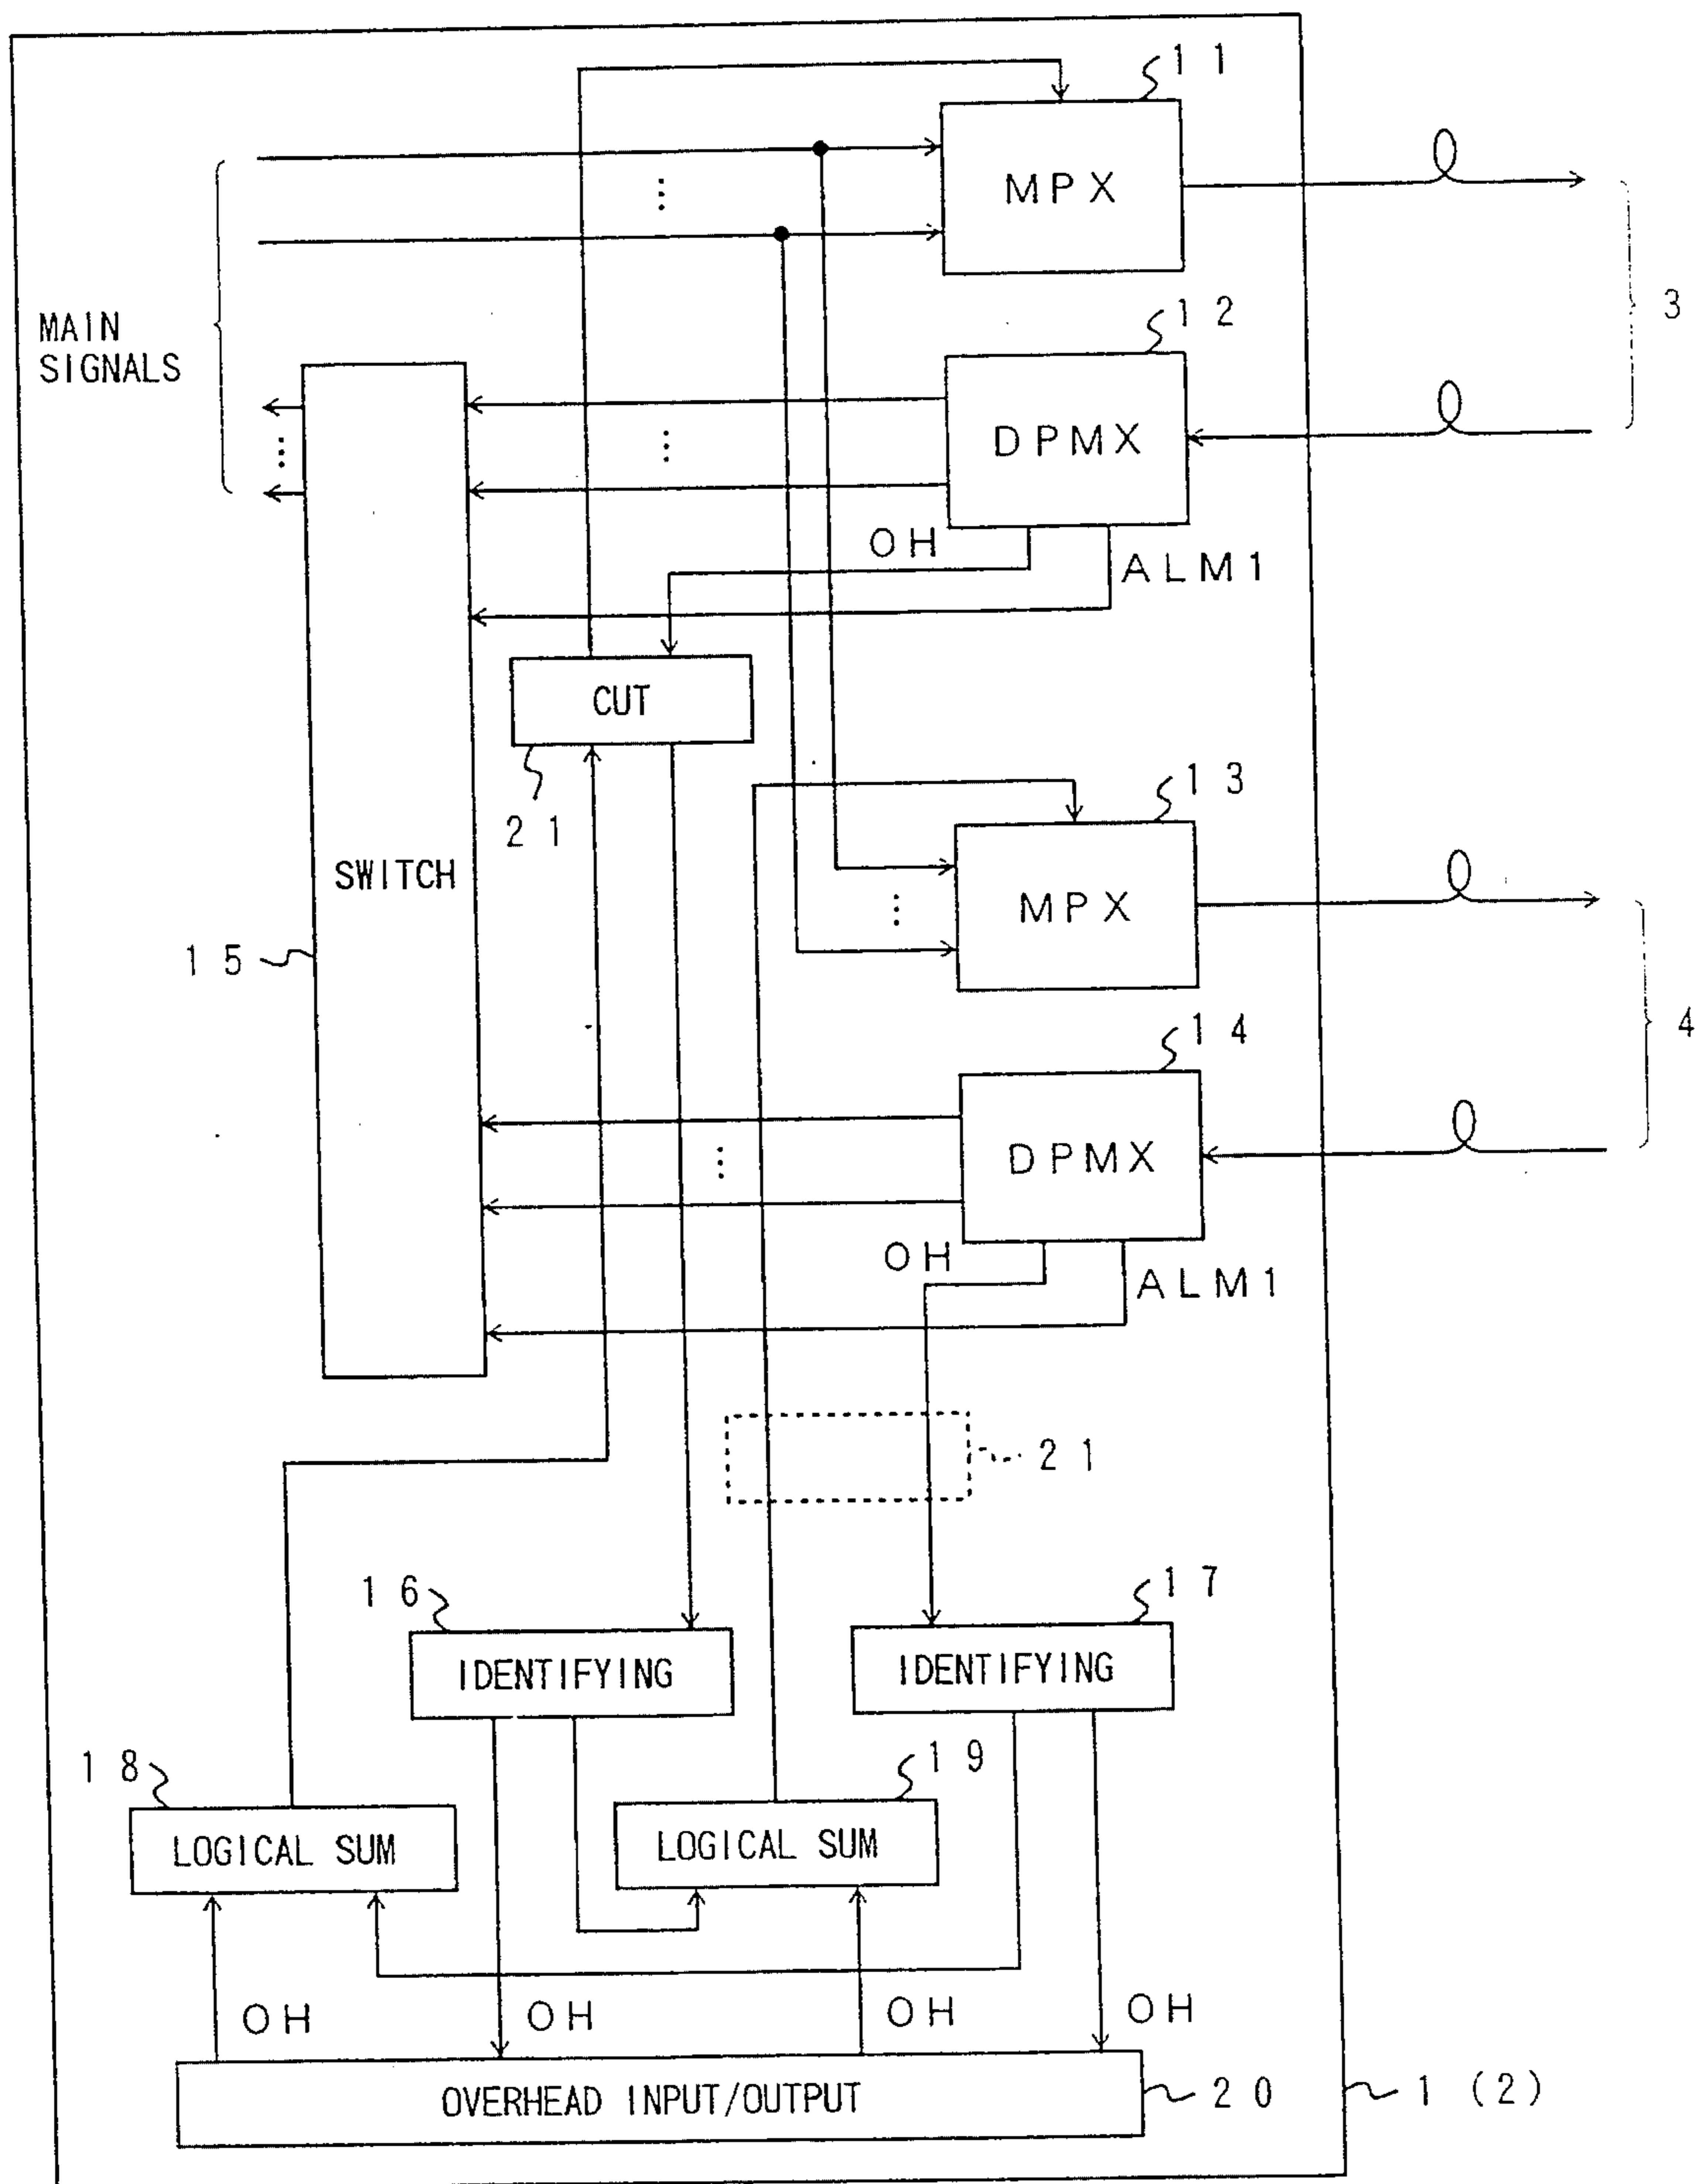 11
MPX
3
MAIN
SIGNALS
12
DPMX
OH
ALM1
CUT
21
13
SWITCH
MPX
15
4
14
DPMX
OH
ALM1
21
16
17
IDENTIFYING
IDENTIFYING
18
19
LOGICAL SUM
LOGICAL SUM
OH
OH
OH
OH
OVERHEAD INPUT/OUTPUT
20
1 (2)